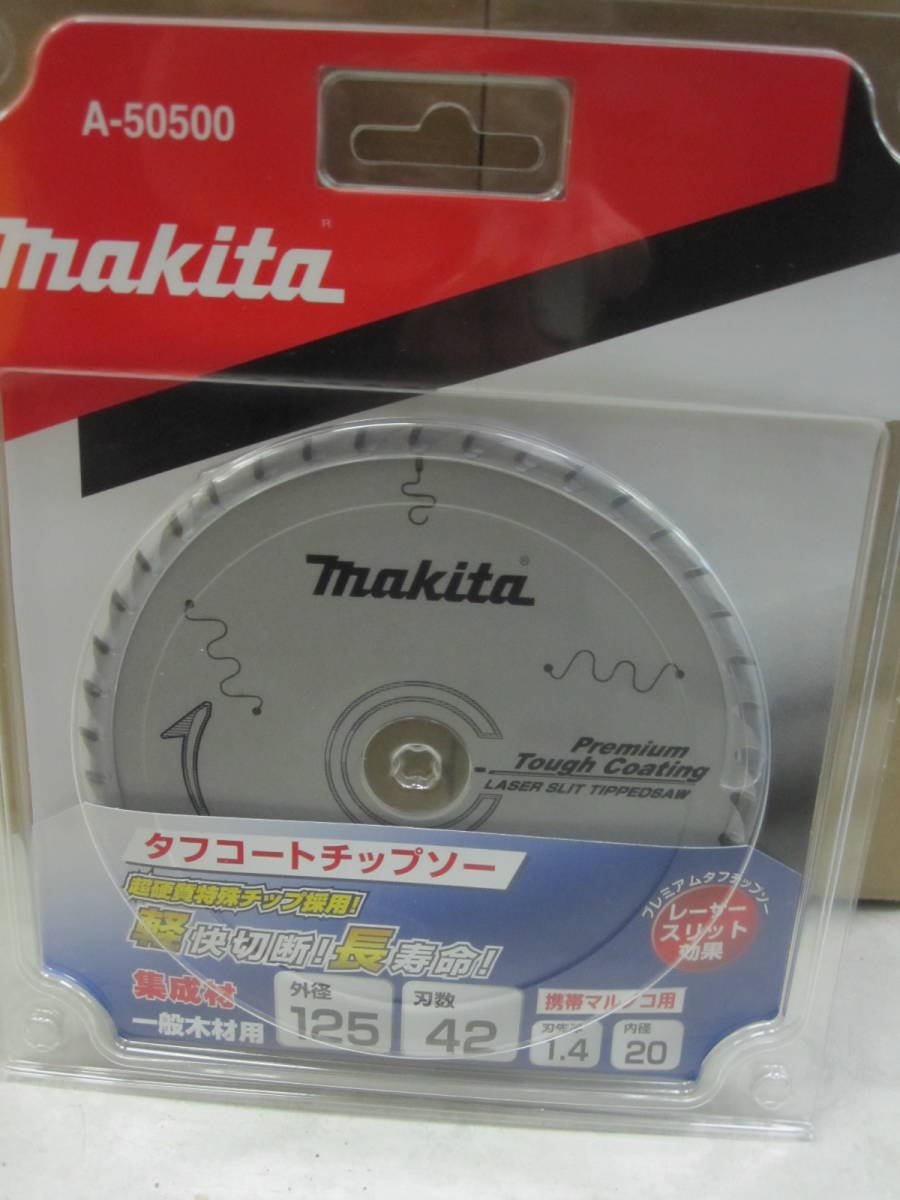 A-50500
makita®
makita®
Premium
Tough Coating
LASER SLIT TIPPEDSAW
タフコートチップソー
超硬質特殊チップ採用!
軽快切断!長寿命!
プレミアムタフチップソー
レーザー
スリット
効果
集成材
一般木材用
外径
125
刃数
42
携帯マルノコ用
1.4
内径
20